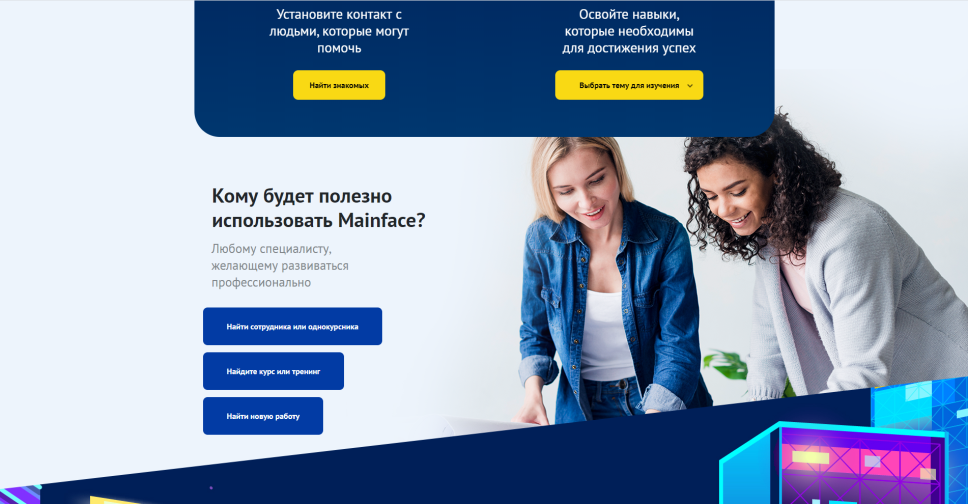 Установите контакт с
людьми, которые могут
помочь
Найти знакомых
Освойте навыки,
которые необходимы
для достижения успех
Выбрать тему для изучения
Кому будет полезно
использовать Mainface?
Любому специалисту,
желающему развиваться
профессионально
Найти сотрудника или однокурсника
Найдите курс или тренинг
Найти новую работу